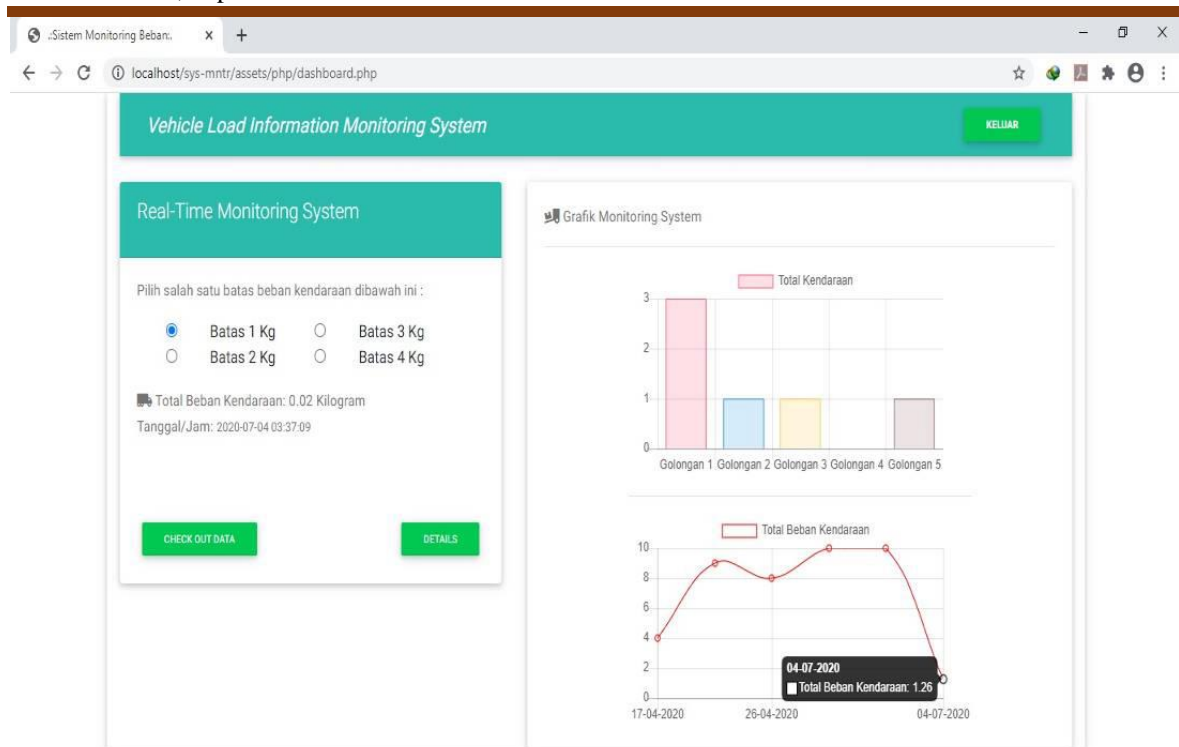 .:Sistem Monitoring Beban:.
localhost/sys-mntr/assets/php/dashboard.php
Vehicle Load Information Monitoring System
KELUAR
Real-Time Monitoring System
Pilih salah satu batas beban kendaraan dibawah ini :
Batas 1 Kg
Batas 3 Kg
Batas 2 Kg
Batas 4 Kg
Total Beban Kendaraan: 0.02 Kilogram
Tanggal/Jam: 2020-07-04 03:37:09
CHECK OUT DATA
DETAILS
Grafik Monitoring System
Total Kendaraan
3
2
1
0
Golongan 1 Golongan 2 Golongan 3 Golongan 4 Golongan 5
Total Beban Kendaraan
10
8
6
4
2
0
04-07-2020
Total Beban Kendaraan: 1.26
17-04-2020 26-04-2020 04-07-2020